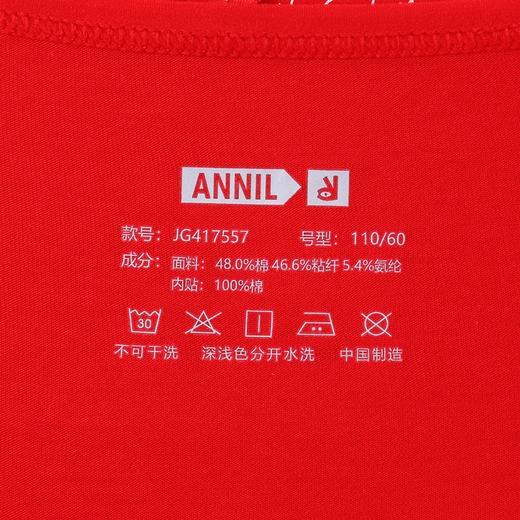 ANNIL
款号： JG417557 号型： 110/60
成分： 面料：48.0%棉 46.6%粘纤 5.4%氨纶
内贴：100%棉
30
不可干洗 深浅色分开水洗 中国制造